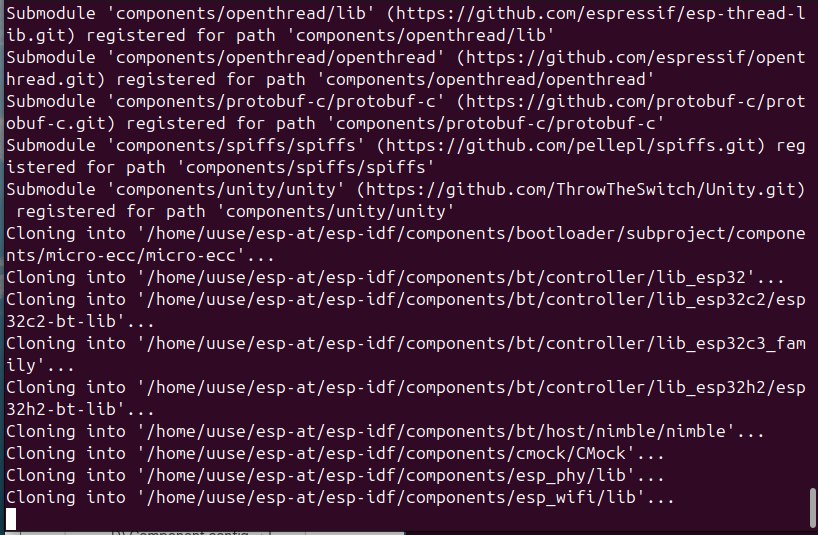 Submodule 'components/openthread/lib' (https://github.com/espressif/esp-thread-l
ib.git) registered for path 'components/openthread/lib'
Submodule 'components/openthread/openthread' (https://github.com/espressif/opent
hread.git) registered for path 'components/openthread/openthread'
Submodule 'components/protobuf-c/protobuf-c' (https://github.com/protobuf-c/prot
obuf-c.git) registered for path 'components/protobuf-c/protobuf-c'
Submodule 'components/spiffs/spiffs' (https://github.com/pellepl/spiffs.git) reg
istered for path 'components/spiffs/spiffs'
Submodule 'components/unity/unity' (https://github.com/ThrowTheSwitch/Unity.git)
 registered for path 'components/unity/unity'
Cloning into '/home/uuse/esp-at/esp-idf/components/bootloader/subproject/compone
nts/micro-ecc/micro-ecc'...
Cloning into '/home/uuse/esp-at/esp-idf/components/bt/controller/lib_esp32'...
Cloning into '/home/uuse/esp-at/esp-idf/components/bt/controller/lib_esp32c2/esp
32c2-bt-lib'...
Cloning into '/home/uuse/esp-at/esp-idf/components/bt/controller/lib_esp32c3_fam
ily'...
Cloning into '/home/uuse/esp-at/esp-idf/components/bt/controller/lib_esp32h2/esp
32h2-bt-lib'...
Cloning into '/home/uuse/esp-at/esp-idf/components/bt/host/nimble/nimble'...
Cloning into '/home/uuse/esp-at/esp-idf/components/cmock/CMock'...
Cloning into '/home/uuse/esp-at/esp-idf/components/esp_phy/lib'...
Cloning into '/home/uuse/esp-at/esp-idf/components/esp_wifi/lib'...
Component config